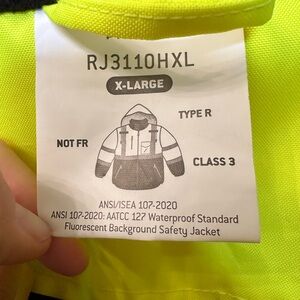 RJ3110HXL
X-LARGE
TYPE R
NOT FR
CLASS 3
ANSI/ISEA 107-2020
ANSI 107-2020: AATCC 127 Waterproof Standard
Fluorescent Background Safety Jacket